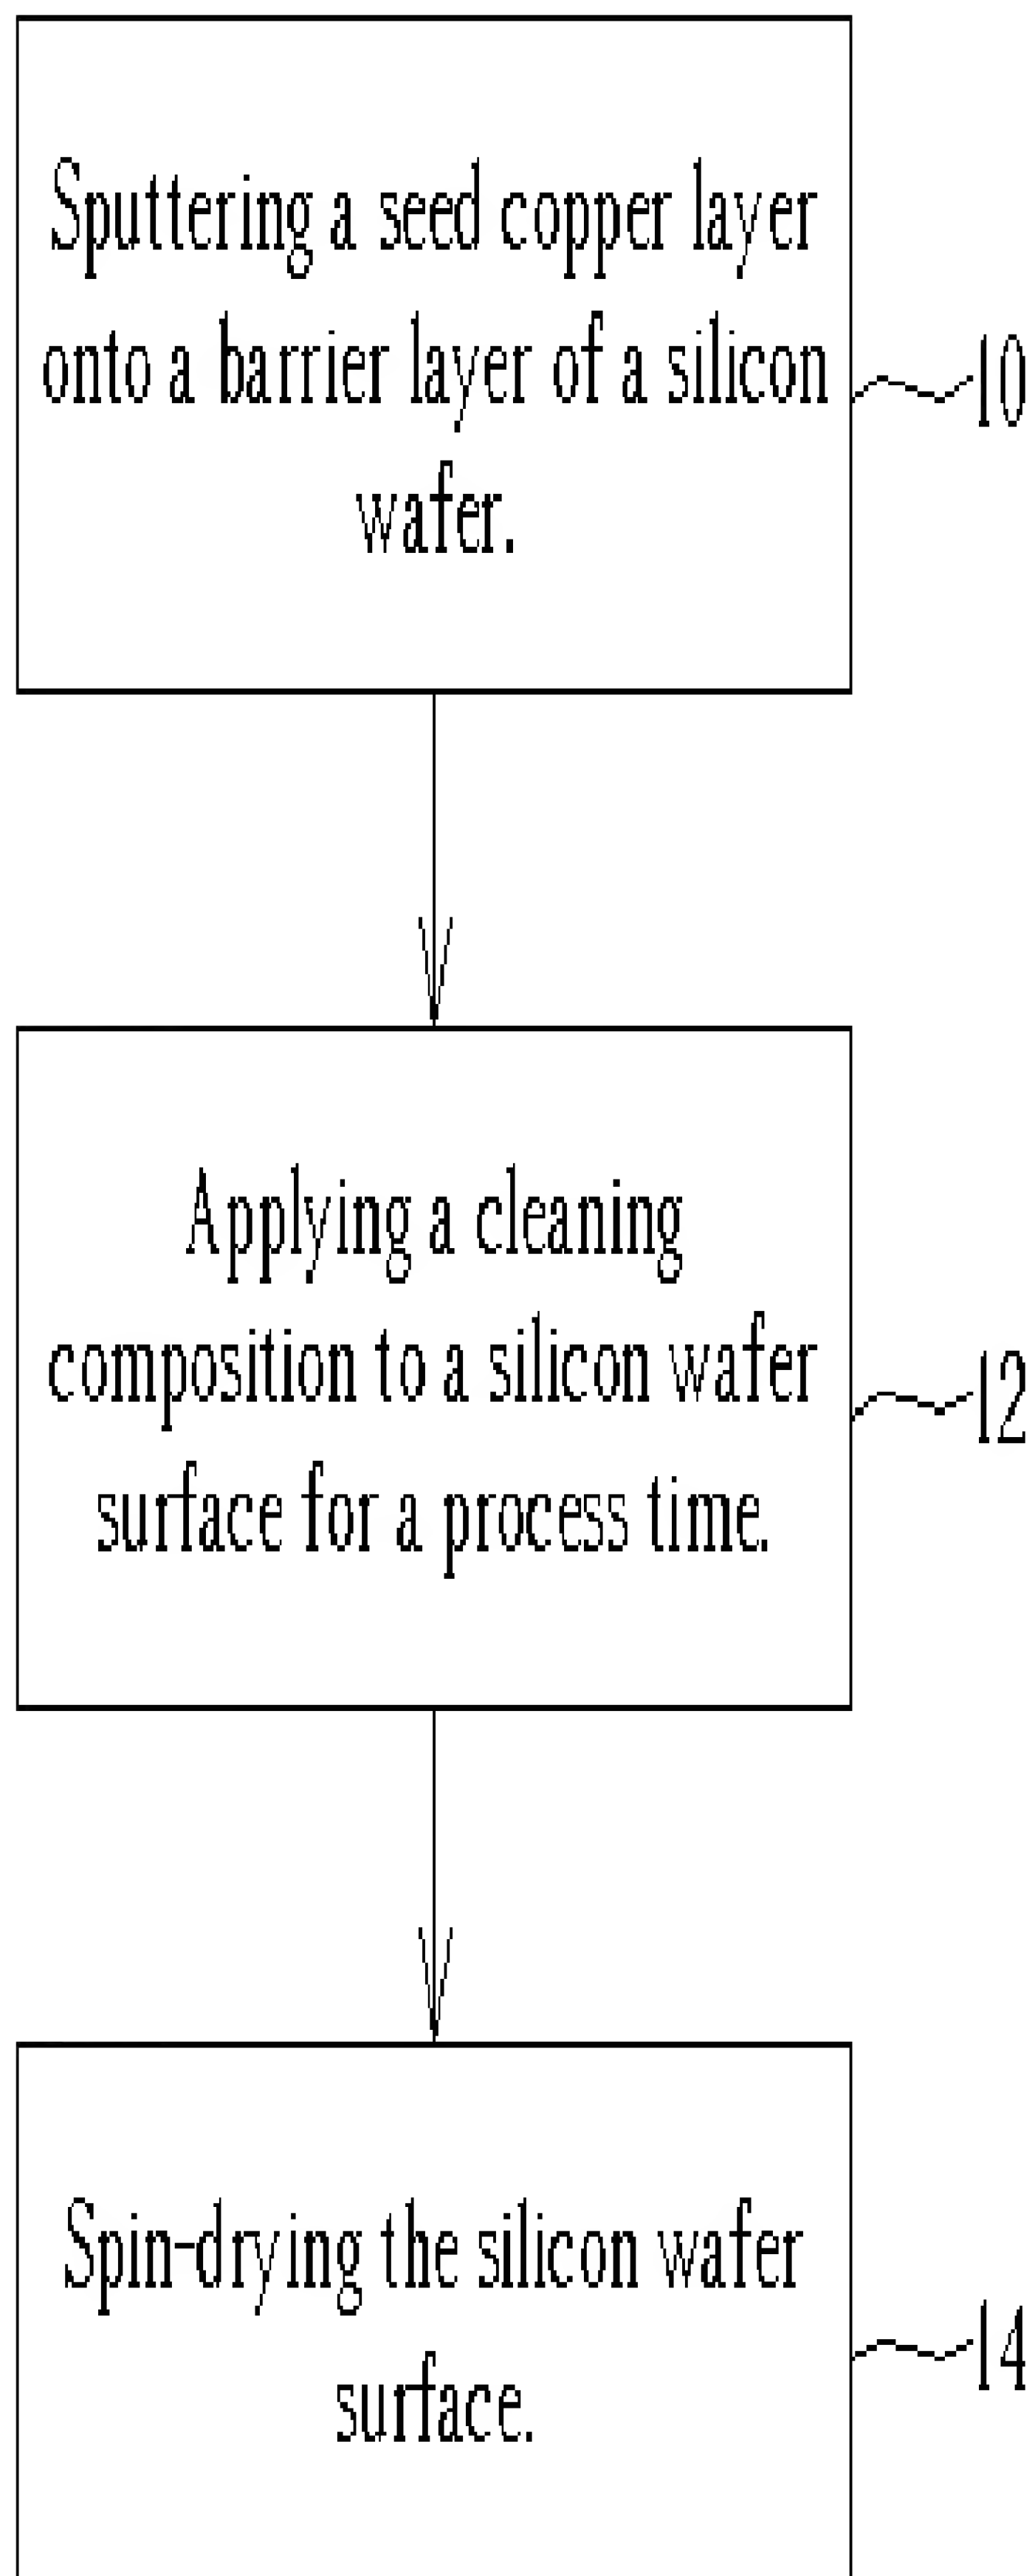 Sputtering a seed copper layer
onto a barrier layer of a silicon
wafer.
10
Applying a cleaning
composition to a silicon wafer
surface for a process time.
12
Spin-drying the silicon wafer
surface.
14